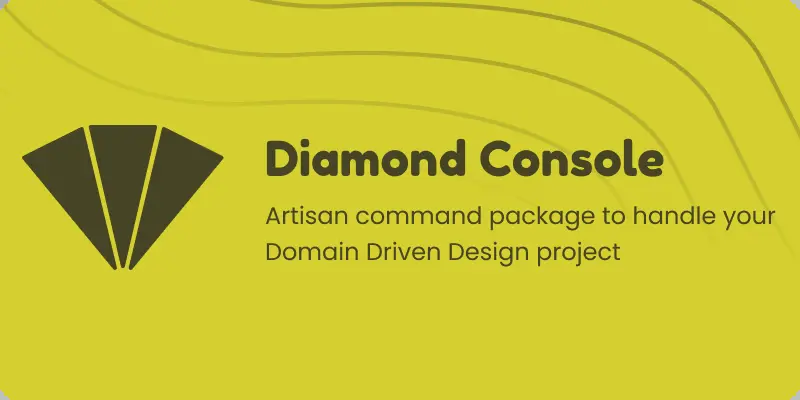 Diamond Console
Artisan command package to handle your
Domain Driven Design project